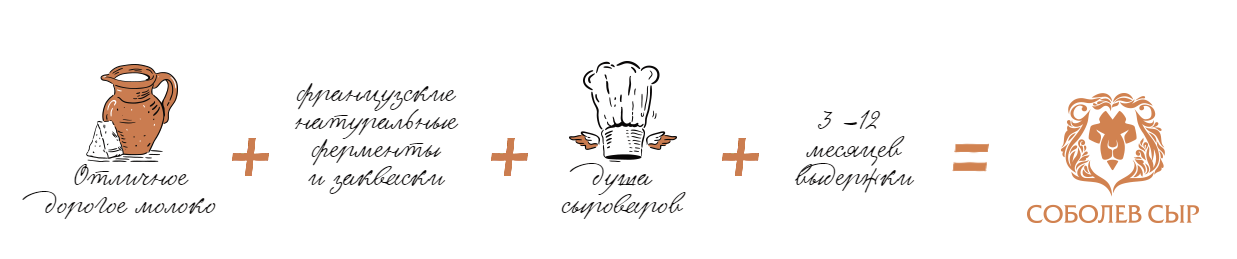 Отличное
дорогое молоко
+
французские
натуральные
ферменты
и закваски
+
душа
сыроваров
+
3 –12
месяцев
выдержки
=
СОБОЛЕВ СЫР